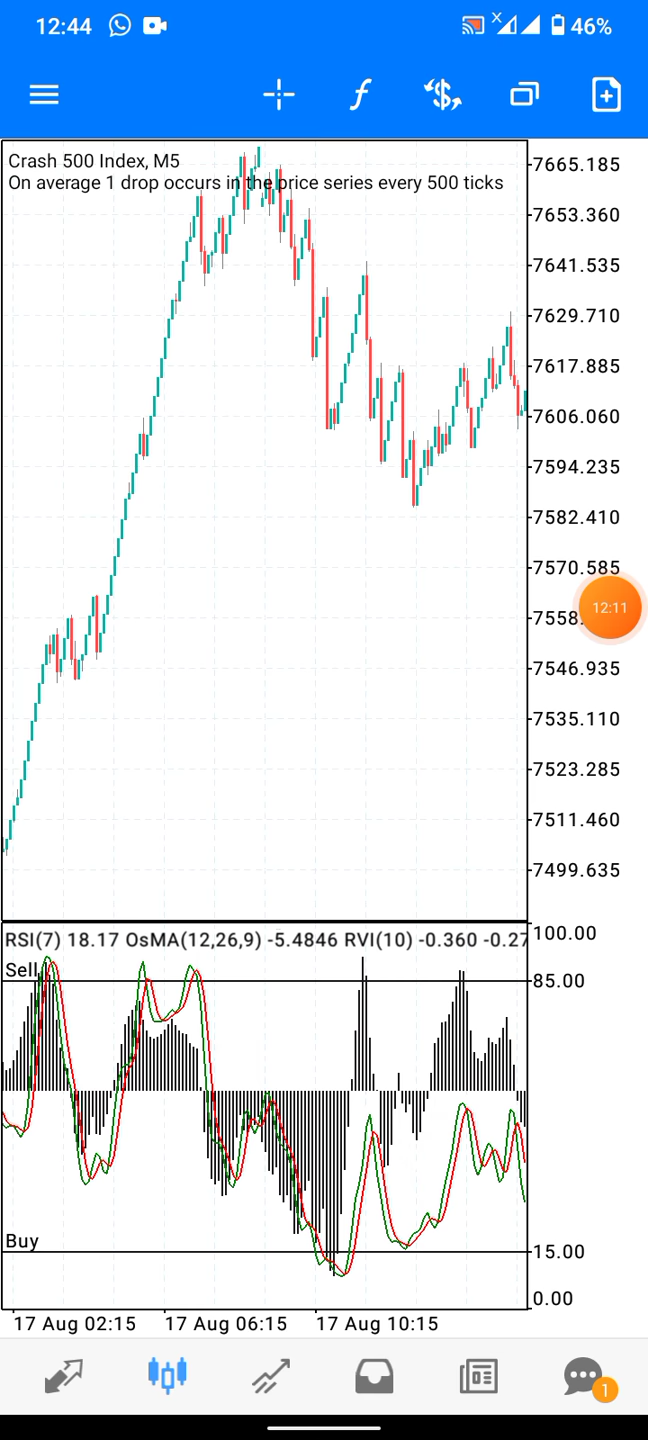 12:44 X 46%
Crash 500 Index, M5
On average 1 drop occurs in the price series every 500 ticks
7665.185
7653.360
7641.535
7629.710
7617.885
7606.060
7594.235
7582.410
7570.585
12:11
7546.935
7535.110
7523.285
7511.460
7499.635
RSI(7) 18.17 OsMA(12,26,9) -5.4846 RVI(10) -0.360 -0.27
100.00
Sell
85.00
Buy
15.00
0.00
17 Aug 02:15 17 Aug 06:15 17 Aug 10:15
1